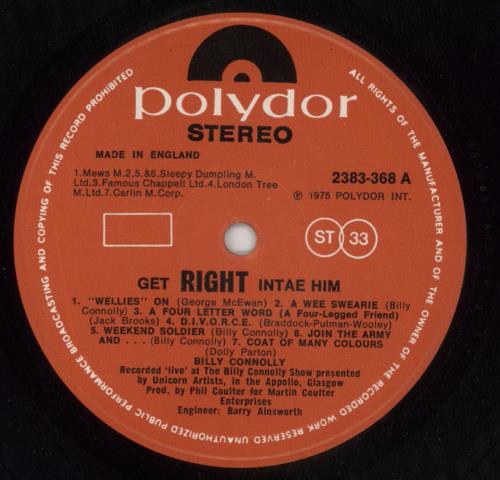 polydor
STEREO
MADE IN ENGLAND
1.Mews M.2,5.&6.Sleepy Dumpling M.
Ltd.3.Famous Chappell Ltd.4.London Tree
M.Ltd.7.Carlin M.Corp.
2383-368 A
℗ 1975 POLYDOR INT.
ST 33
GET RIGHT INTAE HIM
1. "WELLIES" ON (George McEwan) 2. A WEE SWEARIE (Billy
Connolly) 3. A FOUR LETTER WORD (A Four-Legged Friend)
(Jack Brooks) 4. D.I.V.O.R.C.E. (Braddock-Putman-Wooley)
5. WEEKEND SOLDIER (Billy Connolly) 6. JOIN THE ARMY
AND . . . (Billy Connolly) 7. COAT OF MANY COLOURS
(Dolly Parton)
BILLY CONNOLLY
Recorded 'live' at The Billy Connolly Show presented
by Unicorn Artists, in the Appollo, Glasgow
Prod. by Phil Coulter for Martin Coulter
Enterprises
Engineer: Barry Ainsworth
ALL RIGHTS OF THE MANUFACTURER AND OF THE OWNER OF THE RECORDED WORK RESERVED UNAUTHORIZED PUBLIC PERFORMANCE BROADCASTING AND COPYING OF THIS RECORD PROHIBITED